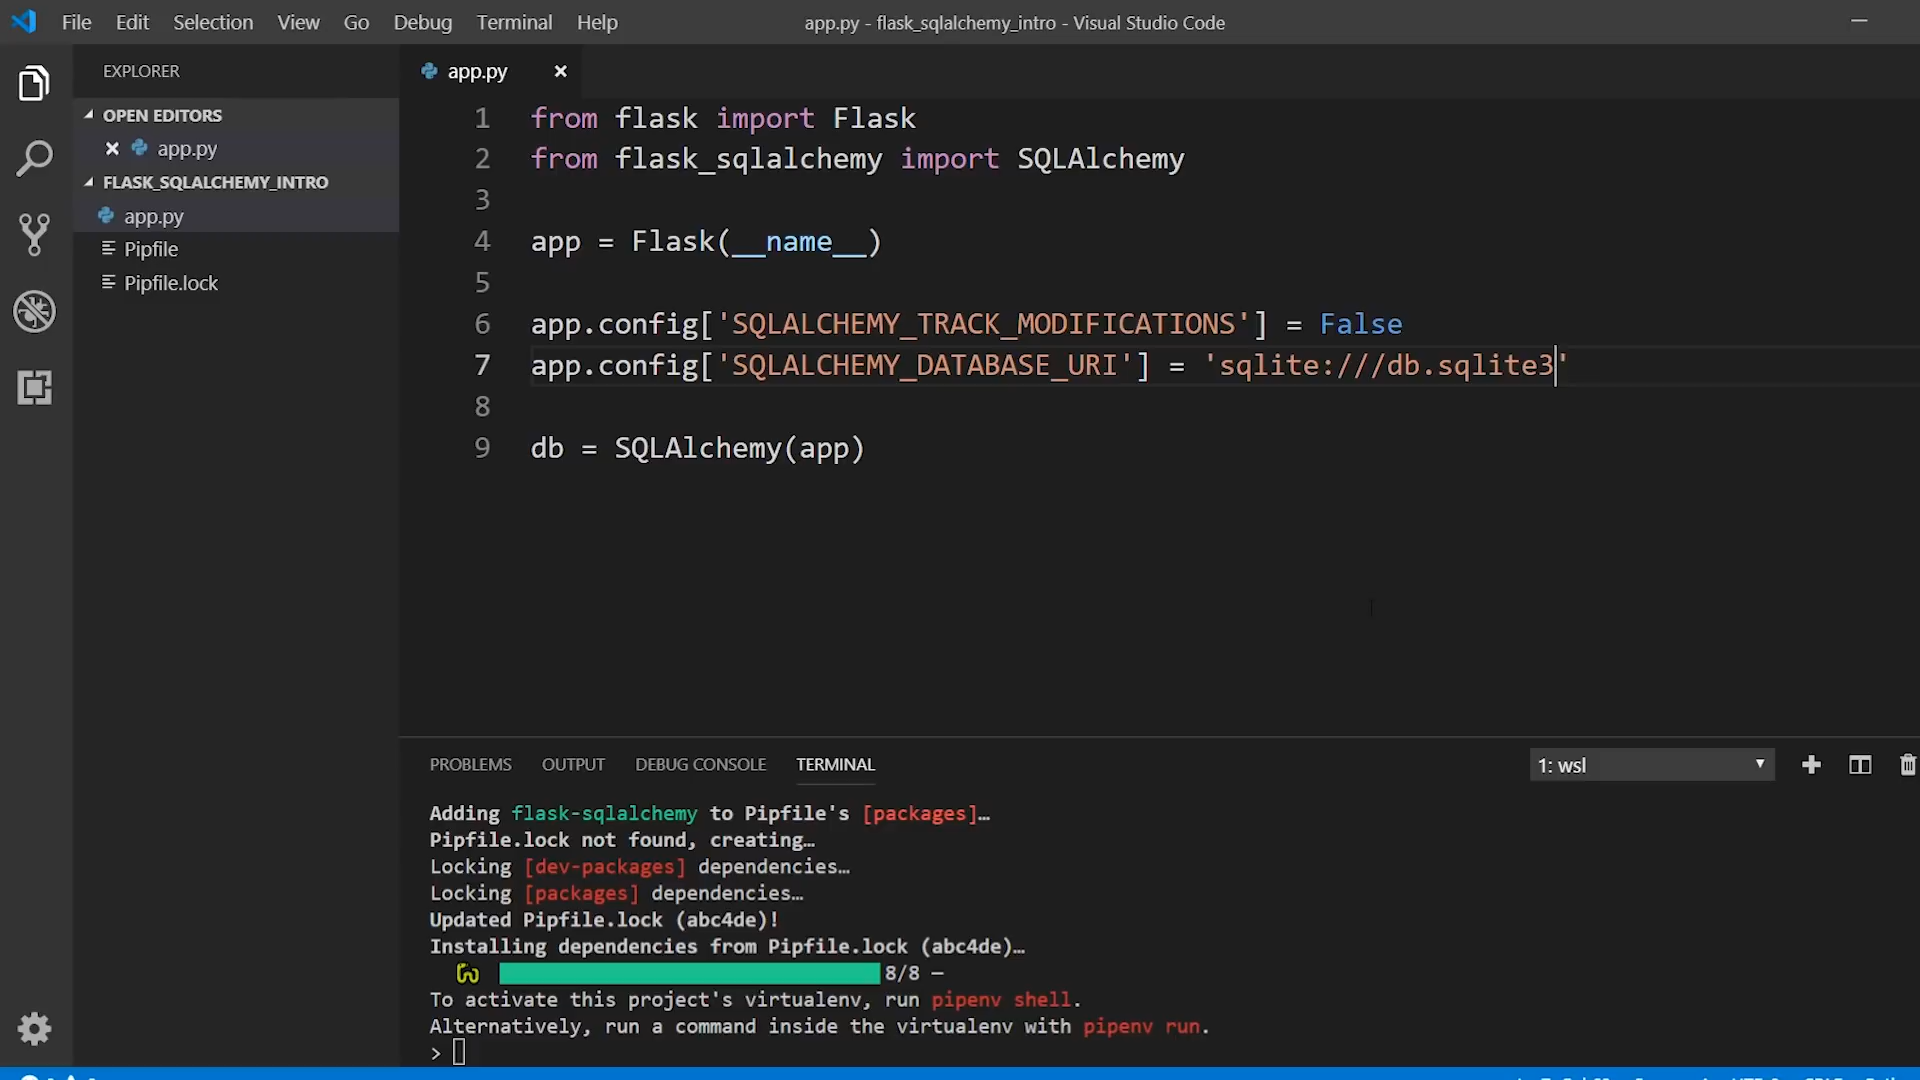 File Edit Selection View Go Debug Terminal Help
app.py - flask_sqlalchemy_intro - Visual Studio Code
EXPLORER
OPEN EDITORS
app.py
FLASK_SQLALCHEMY_INTRO
app.py
Pipfile
Pipfile.lock
app.py
1 from flask import Flask
2 from flask_sqlalchemy import SQLAlchemy
3
4 app = Flask(__name__)
5
6 app.config['SQLALCHEMY_TRACK_MODIFICATIONS'] = False
7 app.config['SQLALCHEMY_DATABASE_URI'] = 'sqlite:///db.sqlite3'
8
9 db = SQLAlchemy(app)
PROBLEMS OUTPUT DEBUG CONSOLE TERMINAL
1: wsl
Adding flask-sqlalchemy to Pipfile's [packages]…
Pipfile.lock not found, creating…
Locking [dev-packages] dependencies…
Locking [packages] dependencies…
Updated Pipfile.lock (abc4de)!
Installing dependencies from Pipfile.lock (abc4de)…
8/8 —
To activate this project's virtualenv, run pipenv shell.
Alternatively, run a command inside the virtualenv with pipenv run.
>